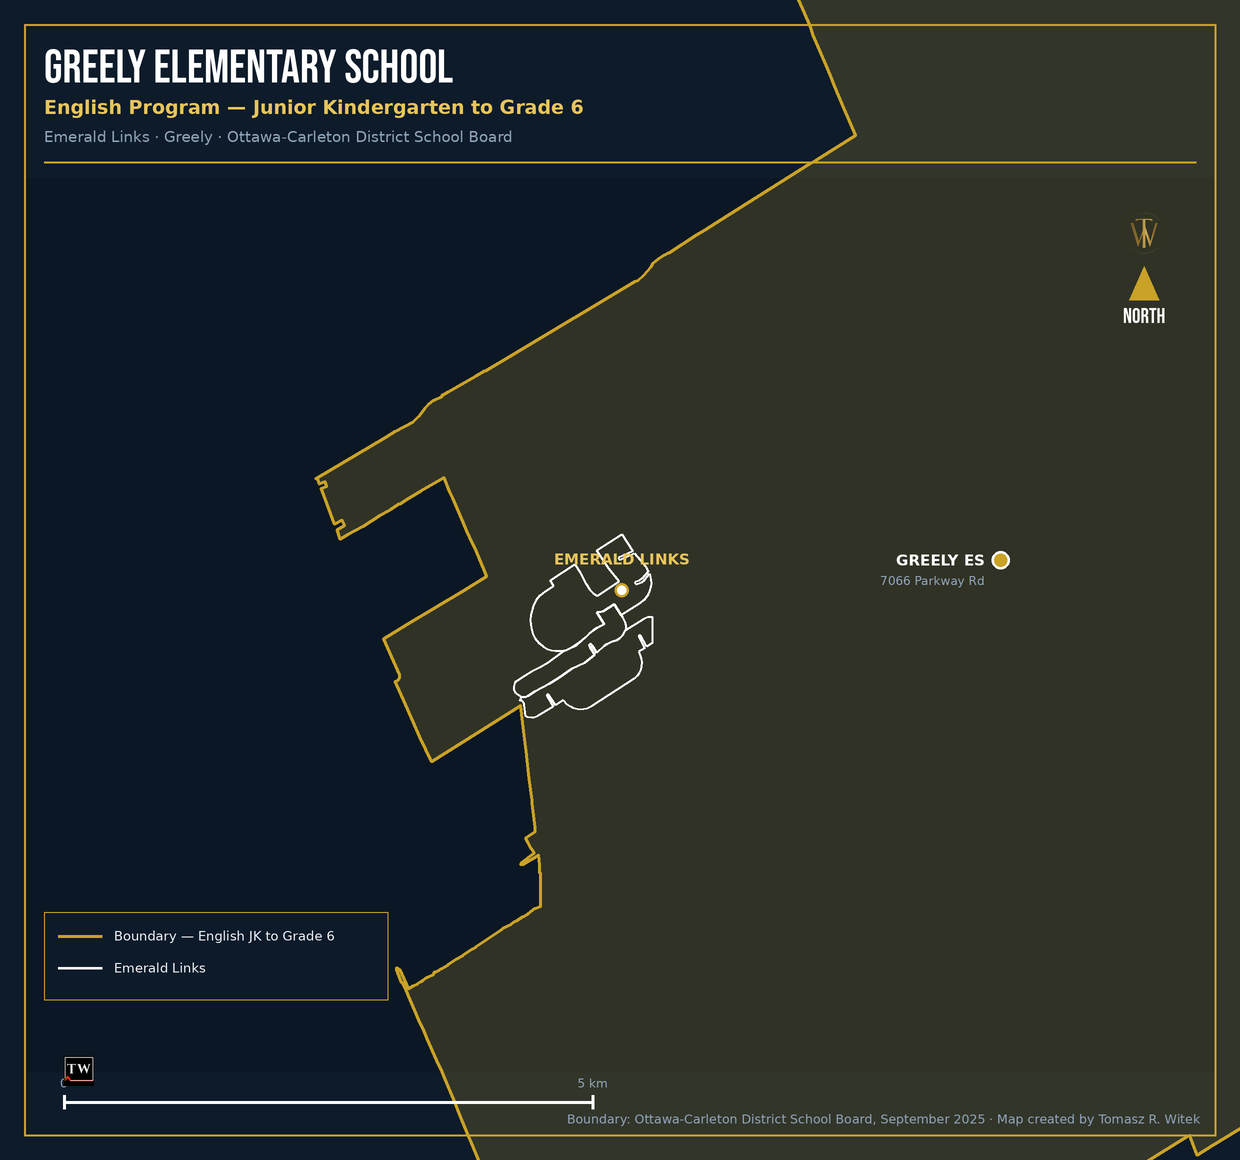 GREELY ELEMENTARY SCHOOL
English Program — Junior Kindergarten to Grade 6
Emerald Links · Greely · Ottawa-Carleton District School Board
TW
NORTH
EMERALD LINKS
GREELY ES
7066 Parkway Rd
Boundary — English JK to Grade 6
Emerald Links
TW
5 km
Boundary: Ottawa-Carleton District School Board, September 2025 · Map created by Tomasz R. Witek